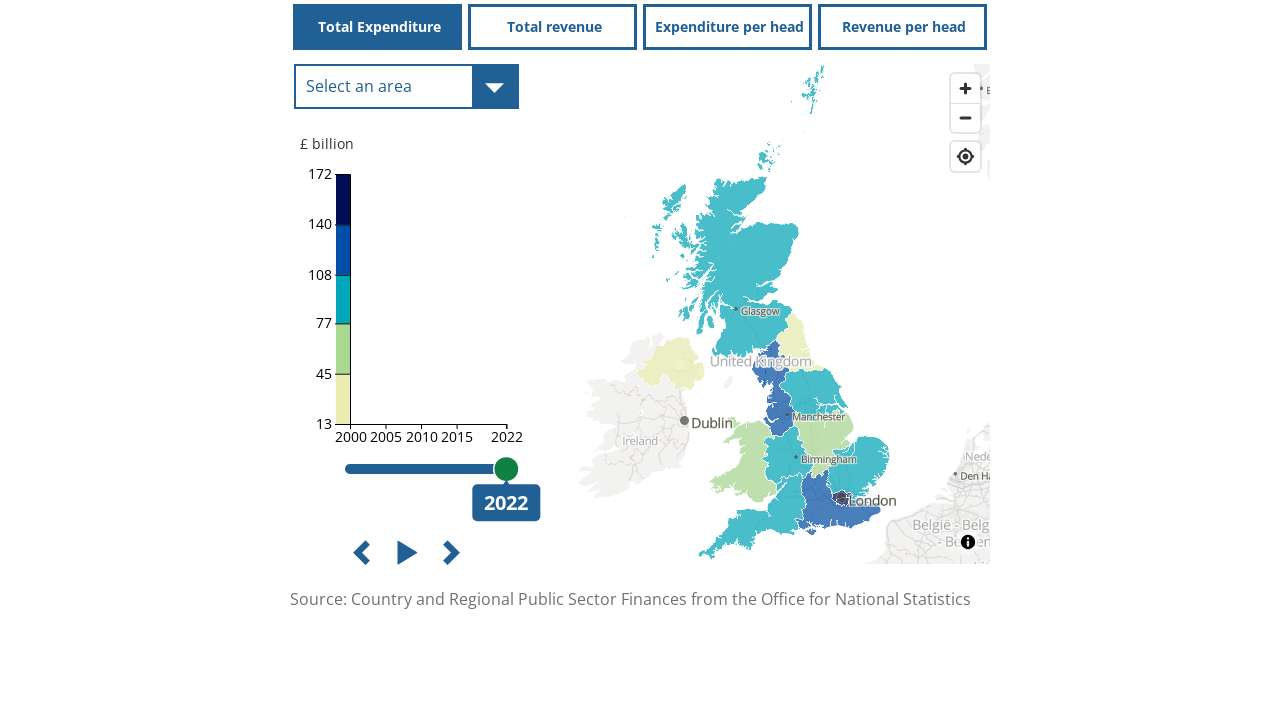 Total Expenditure
Total revenue
Expenditure per head
Revenue per head
Select an area
£ billion
172
140
108
77
45
13
2000 2005 2010 2015 2022
2022
Glasgow
United Kingdom
Manchester
Dublin
Ireland
Birmingham
London
Nede
Den Ha
België - Belg
- Be en
Source: Country and Regional Public Sector Finances from the Office for National Statistics